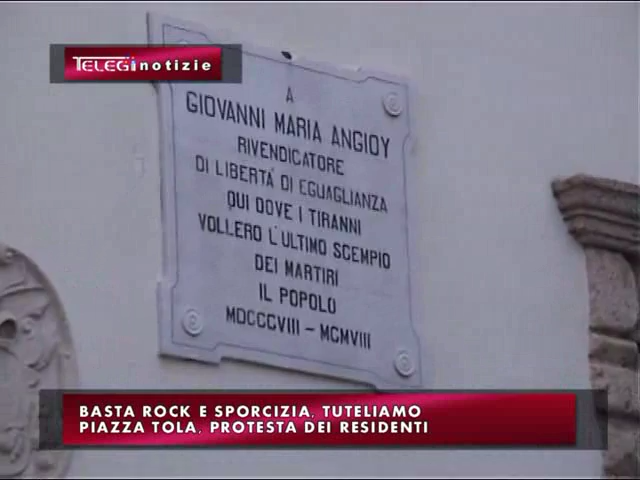 TELEGI notizie
A
GIOVANNI MARIA ANGIOY
RIVENDICATORE
DI LIBERTÀ DI EGUAGLIANZA
QUI DOVE I TIRANNI
VOLLERO L'ULTIMO SCEMPIO
DEI MARTIRI
IL POPOLO
MDCCCVIII – MCMVIII
BASTA ROCK E SPORCIZIA, TUTELIAMO
PIAZZA TOLA, PROTESTA DEI RESIDENTI